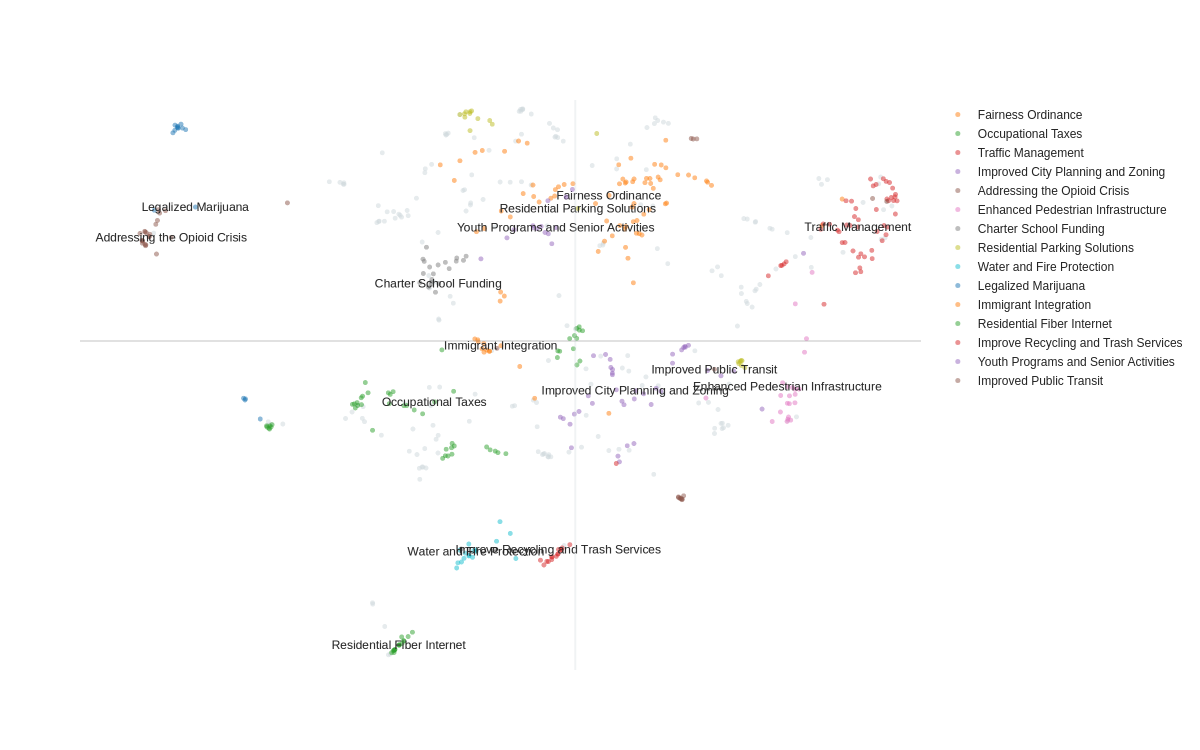 Fairness Ordinance
Occupational Taxes
Traffic Management
Improved City Planning and Zoning
Addressing the Opioid Crisis
Enhanced Pedestrian Infrastructure
Charter School Funding
Residential Parking Solutions
Water and Fire Protection
Legalized Marijuana
Immigrant Integration
Residential Fiber Internet
Improve Recycling and Trash Services
Youth Programs and Senior Activities
Improved Public Transit
Fairness Ordinance
Legalized Marijuana
Residential Parking Solutions
Youth Programs and Senior Activities
Traffic Management
Addressing the Opioid Crisis
Charter School Funding
Immigrant Integration
Improved Public Transit
Enhanced Pedestrian Infrastructure
Improved City Planning and Zoning
Occupational Taxes
Improve Recycling and Trash Services
Water and Fire Protection
Residential Fiber Internet